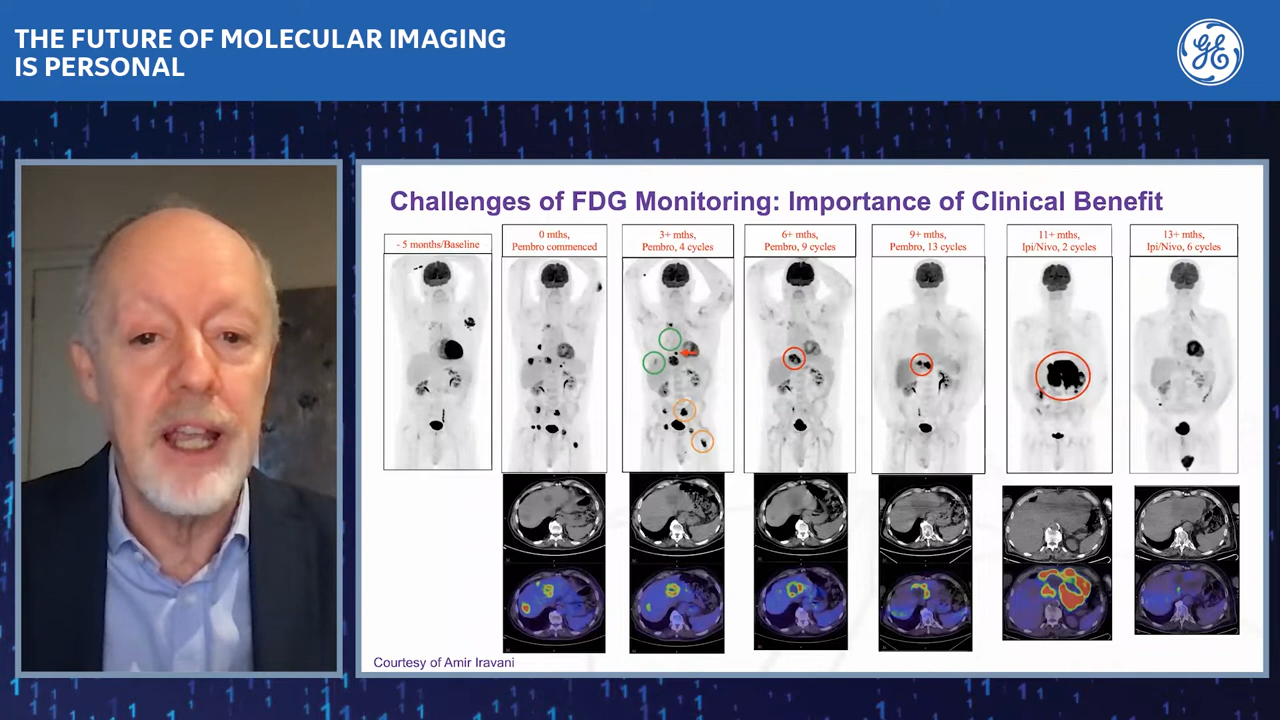 THE FUTURE OF MOLECULAR IMAGING
IS PERSONAL
GE
Challenges of FDG Monitoring: Importance of Clinical Benefit
- 5 months/Baseline
0 mths,
Pembro commenced
3+ mths,
Pembro, 4 cycles
6+ mths,
Pembro, 9 cycles
9+ mths,
Pembro, 13 cycles
11+ mths,
Ipi/Nivo, 2 cycles
13+ mths,
Ipi/Nivo, 6 cycles
Courtesy of Amir Iravani